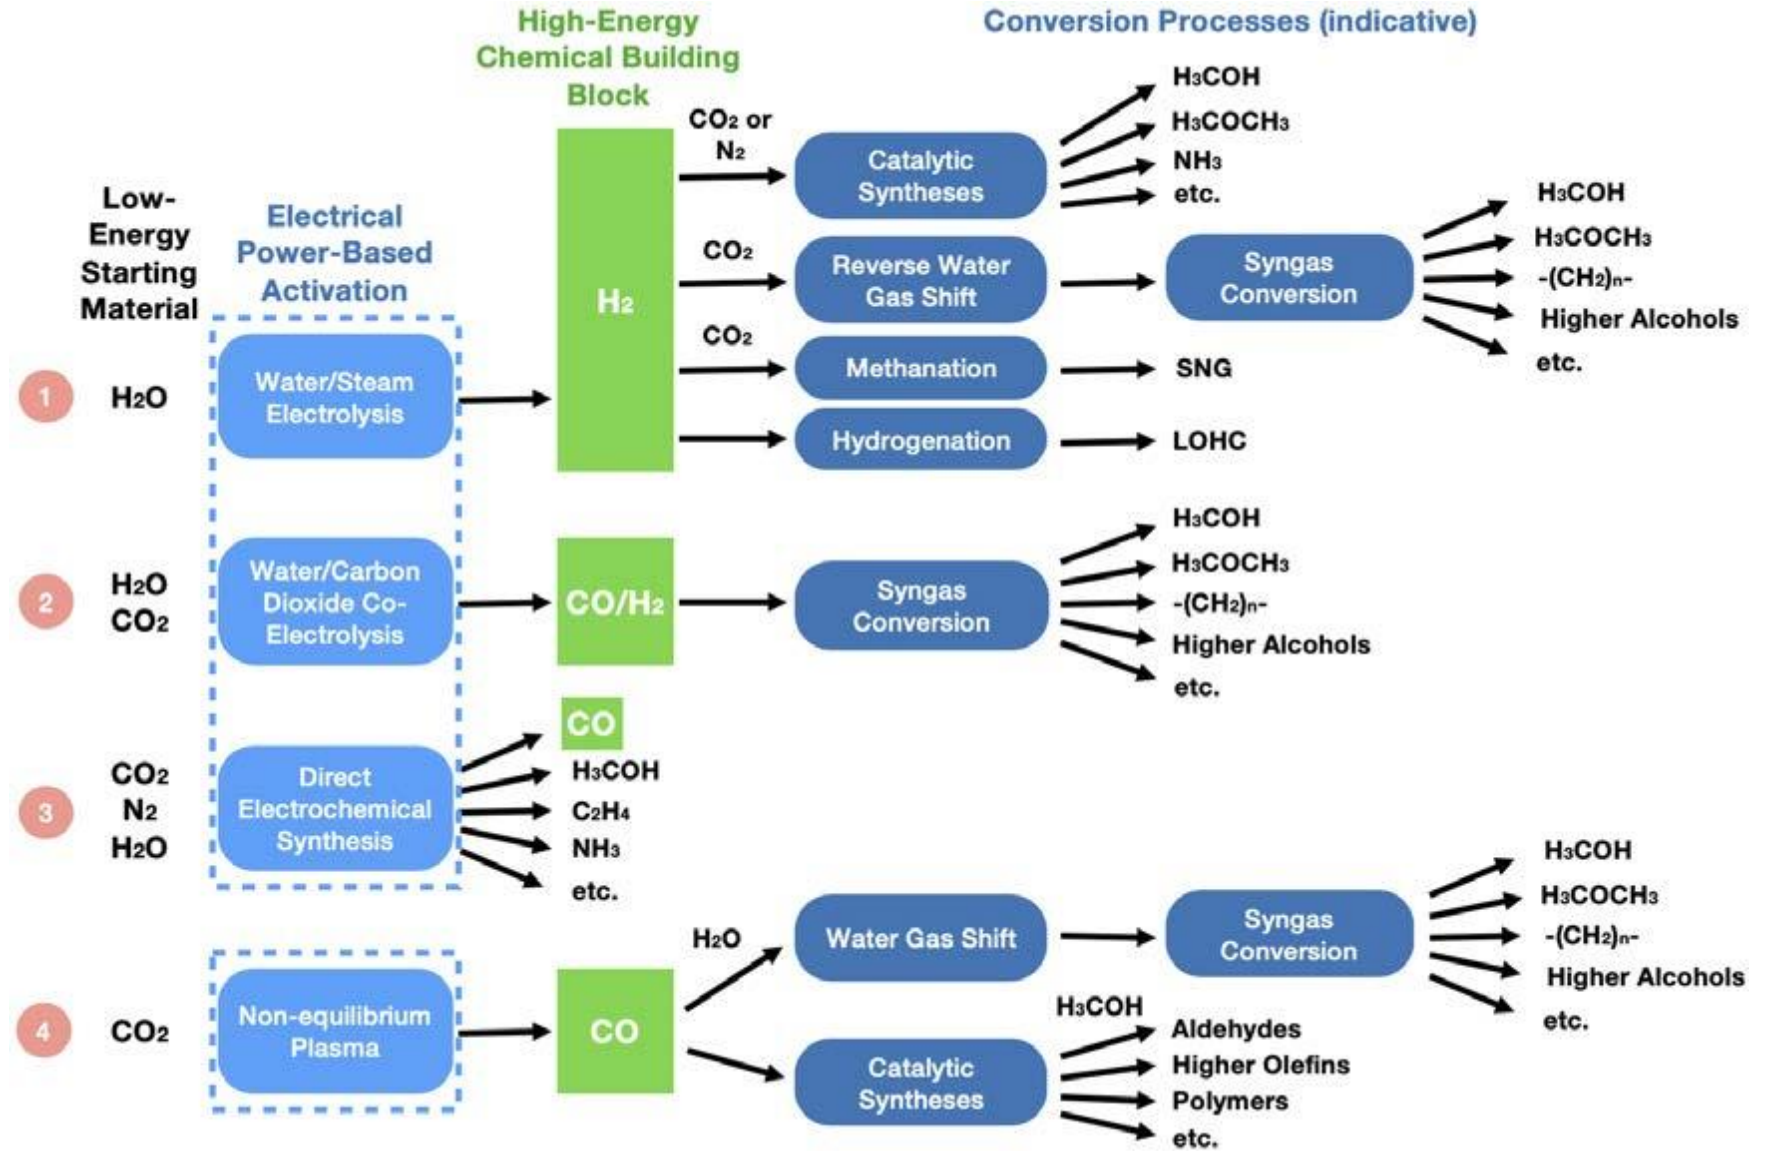 High-Energy
Chemical Building
Block
Conversion Processes (indicative)
Low-
Energy
Starting
Material
Electrical
Power-Based
Activation
1
H₂O
Water/Steam
Electrolysis
H₂
CO₂ or
N₂
Catalytic
Syntheses
H₃COH
H₃COCH₃
NH₃
etc.
CO₂
Reverse Water
Gas Shift
Syngas
Conversion
H₃COH
H₃COCH₃
-(CH₂)ₙ-
Higher Alcohols
etc.
CO₂
Methanation
SNG
Hydrogenation
LOHC
2
H₂O
CO₂
Water/Carbon
Dioxide Co-
Electrolysis
CO/H₂
Syngas
Conversion
H₃COH
H₃COCH₃
-(CH₂)ₙ-
Higher Alcohols
etc.
3
CO₂
N₂
H₂O
Direct
Electrochemical
Synthesis
CO
H₃COH
C₂H₄
NH₃
etc.
4
CO₂
Non-equilibrium
Plasma
CO
H₂O
Water Gas Shift
Syngas
Conversion
H₃COH
H₃COCH₃
-(CH₂)ₙ-
Higher Alcohols
etc.
Catalytic
Syntheses
H₃COH
Aldehydes
Higher Olefins
Polymers
etc.